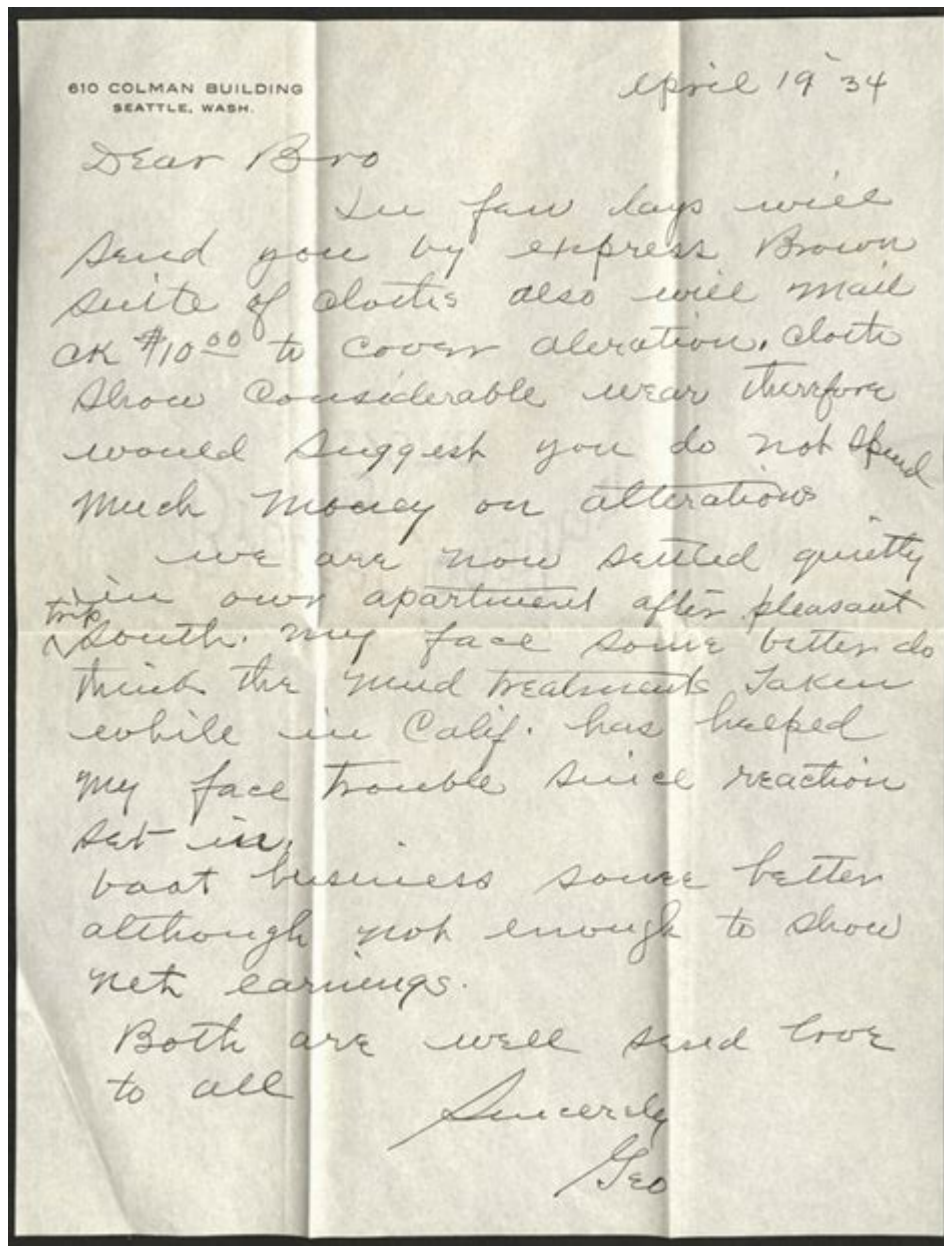 610 COLMAN BUILDING
SEATTLE, WASH.
April 19 34
Dear Bro
In few days will
send you by express Brown
suite of cloths also will mail
CK $10.00 to cover aleration. cloth
show considerable wear therefore
would suggest you do not spend
much money on alterations
we are now settled quietly
in own apartment after pleasant
trip
south. my face some better do
think the mud treatments Taken
while in Calif. has helped
my face trouble since reaction
set in.
boat business some better
although not enough to show
net earnings.
Both are well send love
to all
Sincerely
Geo